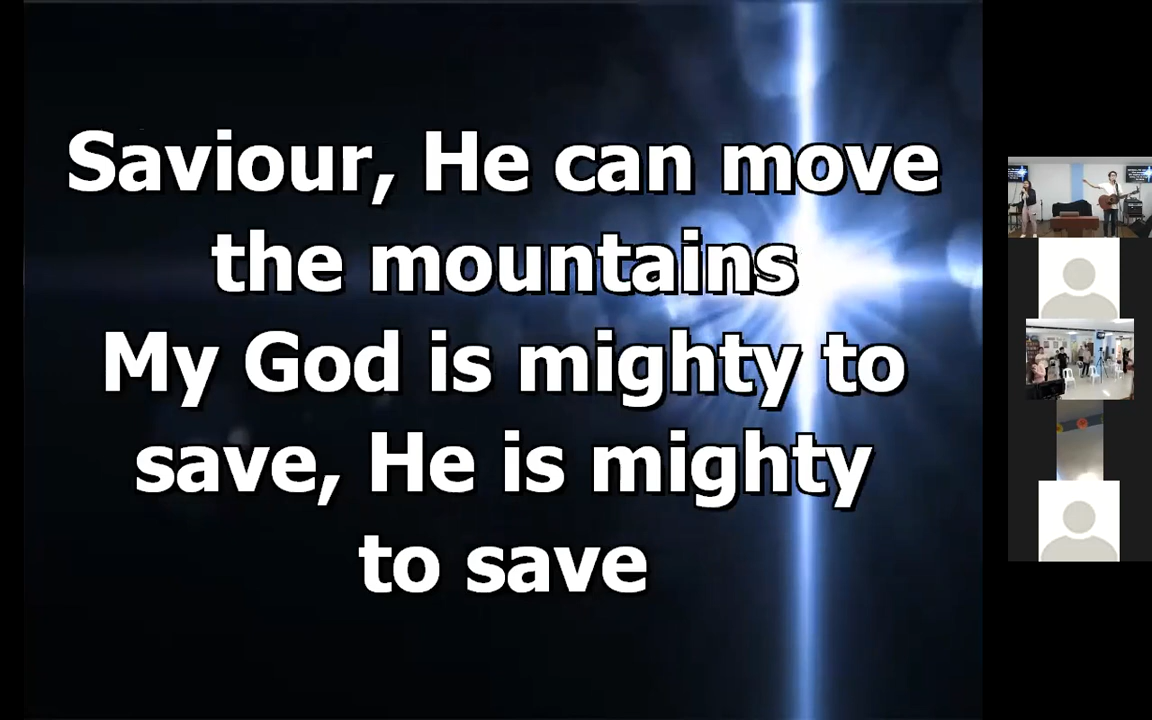 Saviour, He can move
the mountains
My God is mighty to
save, He is mighty
to save